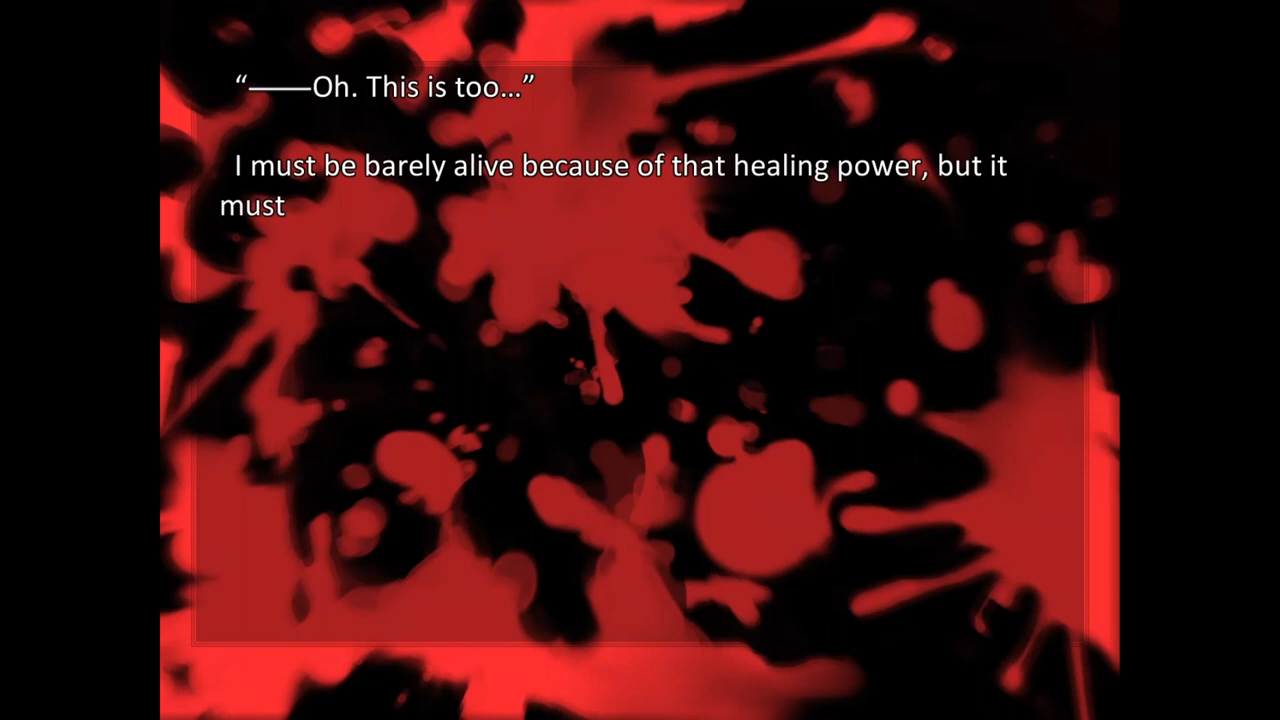 “――Oh. This is too…”
I must be barely alive because of that healing power, but it
must